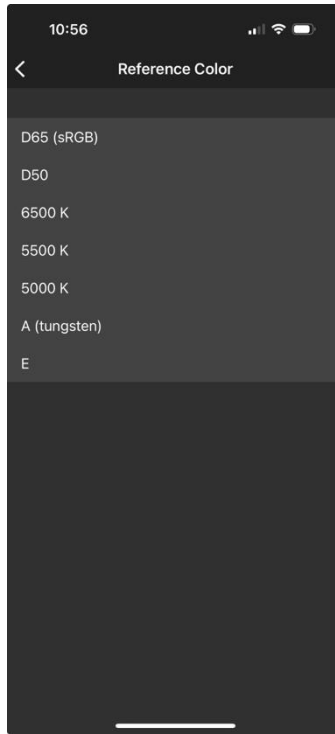 10:56
Reference Color
D65 (sRGB)
D50
6500 K
5500 K
5000 K
A (tungsten)
E